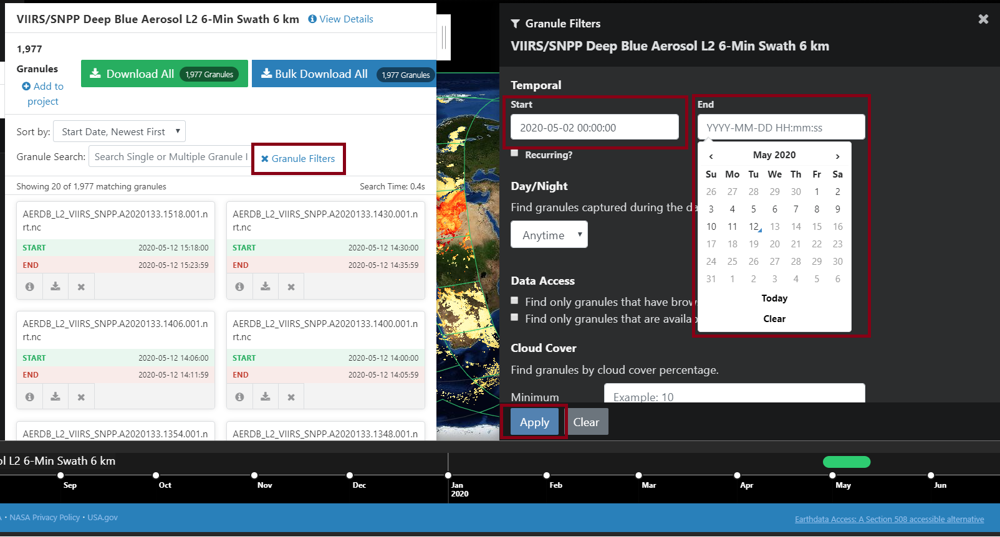 VIIRS/SNPP Deep Blue Aerosol L2 6-Min Swath 6 km View Details
1,977
Granules
Add to
project
Download All 1,977 Granules
Bulk Download All 1,977 Granules
Sort by: Start Date, Newest First
Granule Search: Search Single or Multiple Granule I
Granule Filters
Showing 20 of 1,977 matching granules Search Time: 0.4s
AERDB_L2_VIIRS_SNPP.A2020133.1518.001.n
rt.nc
START 2020-05-12 15:18:00
END 2020-05-12 15:23:59
AERDB_L2_VIIRS_SNPP.A2020133.1430.001.n
rt.nc
START 2020-05-12 14:30:00
END 2020-05-12 14:35:59
AERDB_L2_VIIRS_SNPP.A2020133.1406.001.n
rt.nc
START 2020-05-12 14:06:00
END 2020-05-12 14:11:59
AERDB_L2_VIIRS_SNPP.A2020133.1400.001.n
rt.nc
START 2020-05-12 14:00:00
END 2020-05-12 14:05:59
AERDB_L2_VIIRS_SNPP.A2020133.1354.001.n
AERDB_L2_VIIRS_SNPP.A2020133.1348.001.n
Granule Filters
VIIRS/SNPP Deep Blue Aerosol L2 6-Min Swath 6 km
Temporal
Start
2020-05-02 00:00:00
Recurring?
End
YYYY-MM-DD HH:mm:ss
‹ May 2020 ›
Su Mo Tu We Th Fr Sa
26 27 28 29 30 1 2
3 4 5 6 7 8 9
10 11 12 13 14 15 16
17 18 19 20 21 22 23
24 25 26 27 28 29 30
31 1 2 3 4 5 6
Today
Clear
Day/Night
Find granules captured during the da
Anytime
Data Access
Find only granules that have brow
Find only granules that are availab
Cloud Cover
Find granules by cloud cover percentage.
Minimum Example: 10
Apply Clear
ol L2 6-Min Swath 6 km
Sep Oct Nov Dec Jan Feb Mar Apr May Jun
2020
• NASA Privacy Policy • USA.gov
Earthdata Access: A Section 508 accessible alternative